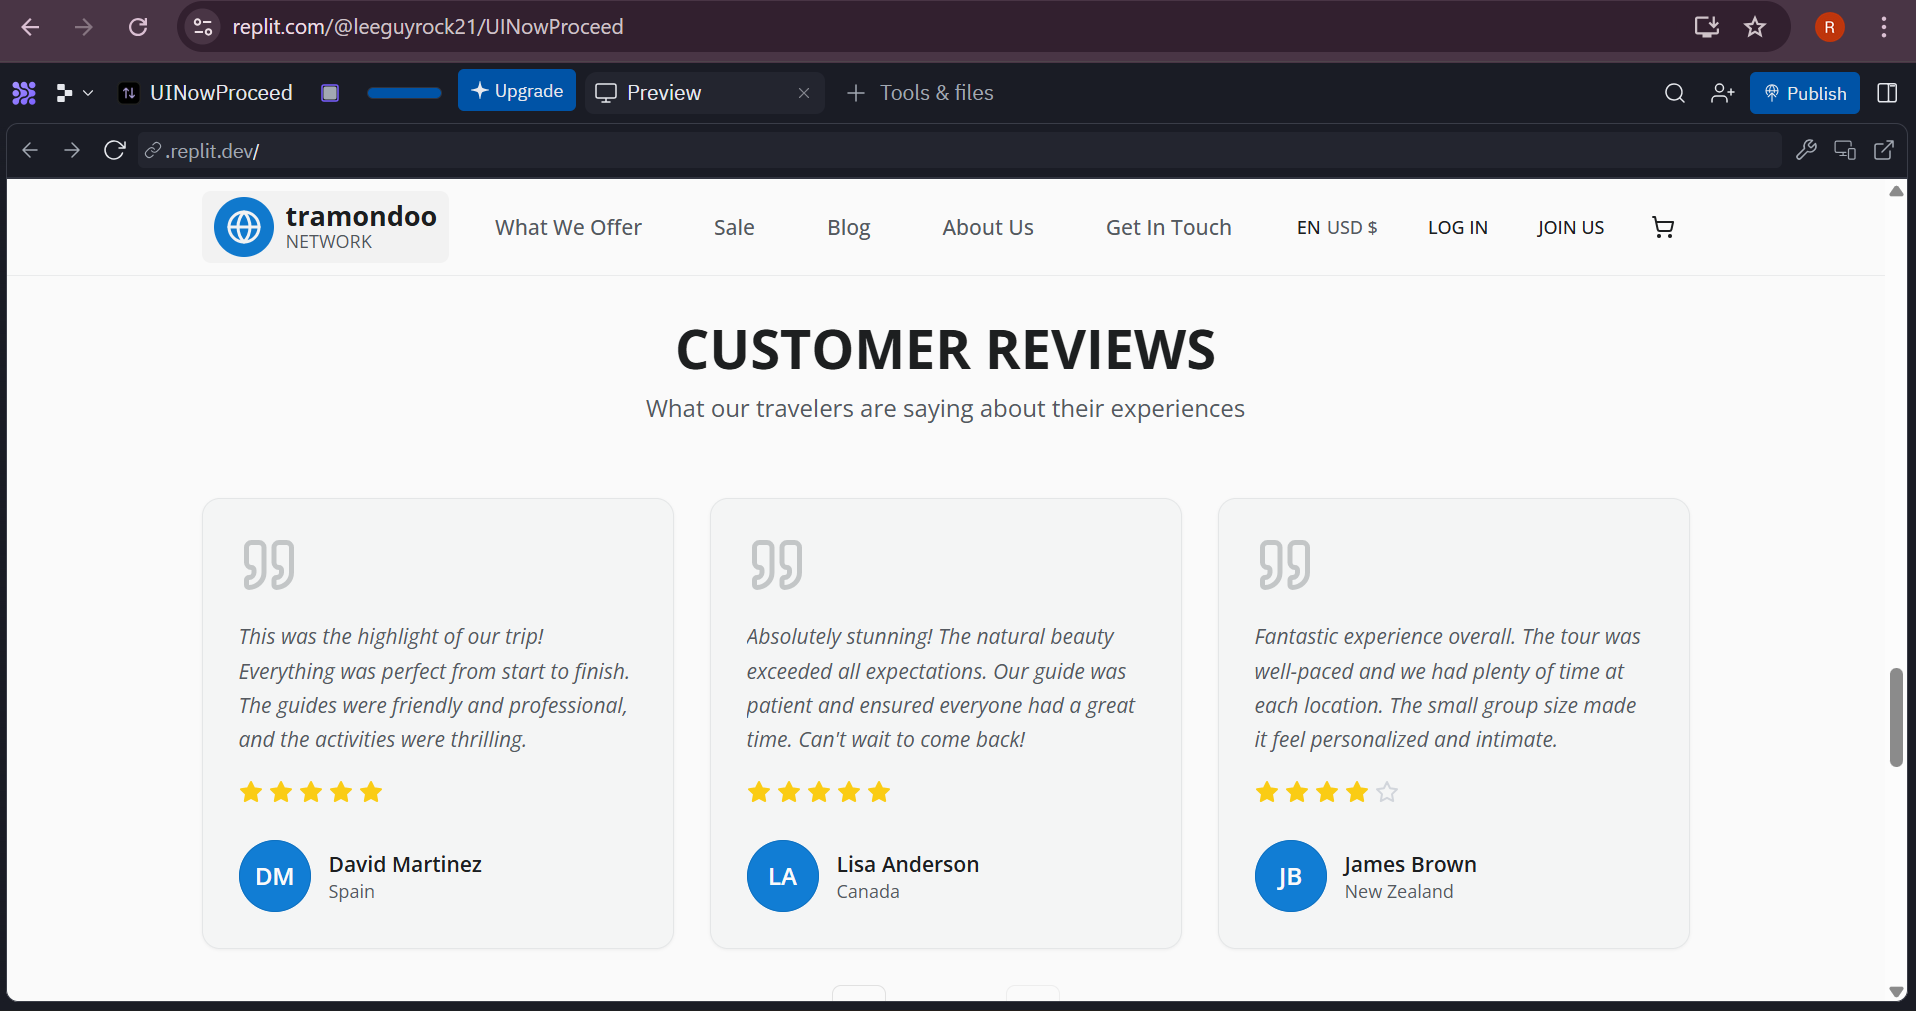 replit.com/@leeguyrock21/UINowProceed
R
UINowProceed
Upgrade
Preview
Tools & files
Publish
.replit.dev/
tramondoo
NETWORK
What We Offer
Sale
Blog
About Us
Get In Touch
EN USD $
LOG IN
JOIN US
CUSTOMER REVIEWS
What our travelers are saying about their experiences
This was the highlight of our trip!
Everything was perfect from start to finish.
The guides were friendly and professional,
and the activities were thrilling.
DM
David Martinez
Spain
Absolutely stunning! The natural beauty
exceeded all expectations. Our guide was
patient and ensured everyone had a great
time. Can't wait to come back!
LA
Lisa Anderson
Canada
Fantastic experience overall. The tour was
well-paced and we had plenty of time at
each location. The small group size made
it feel personalized and intimate.
JB
James Brown
New Zealand